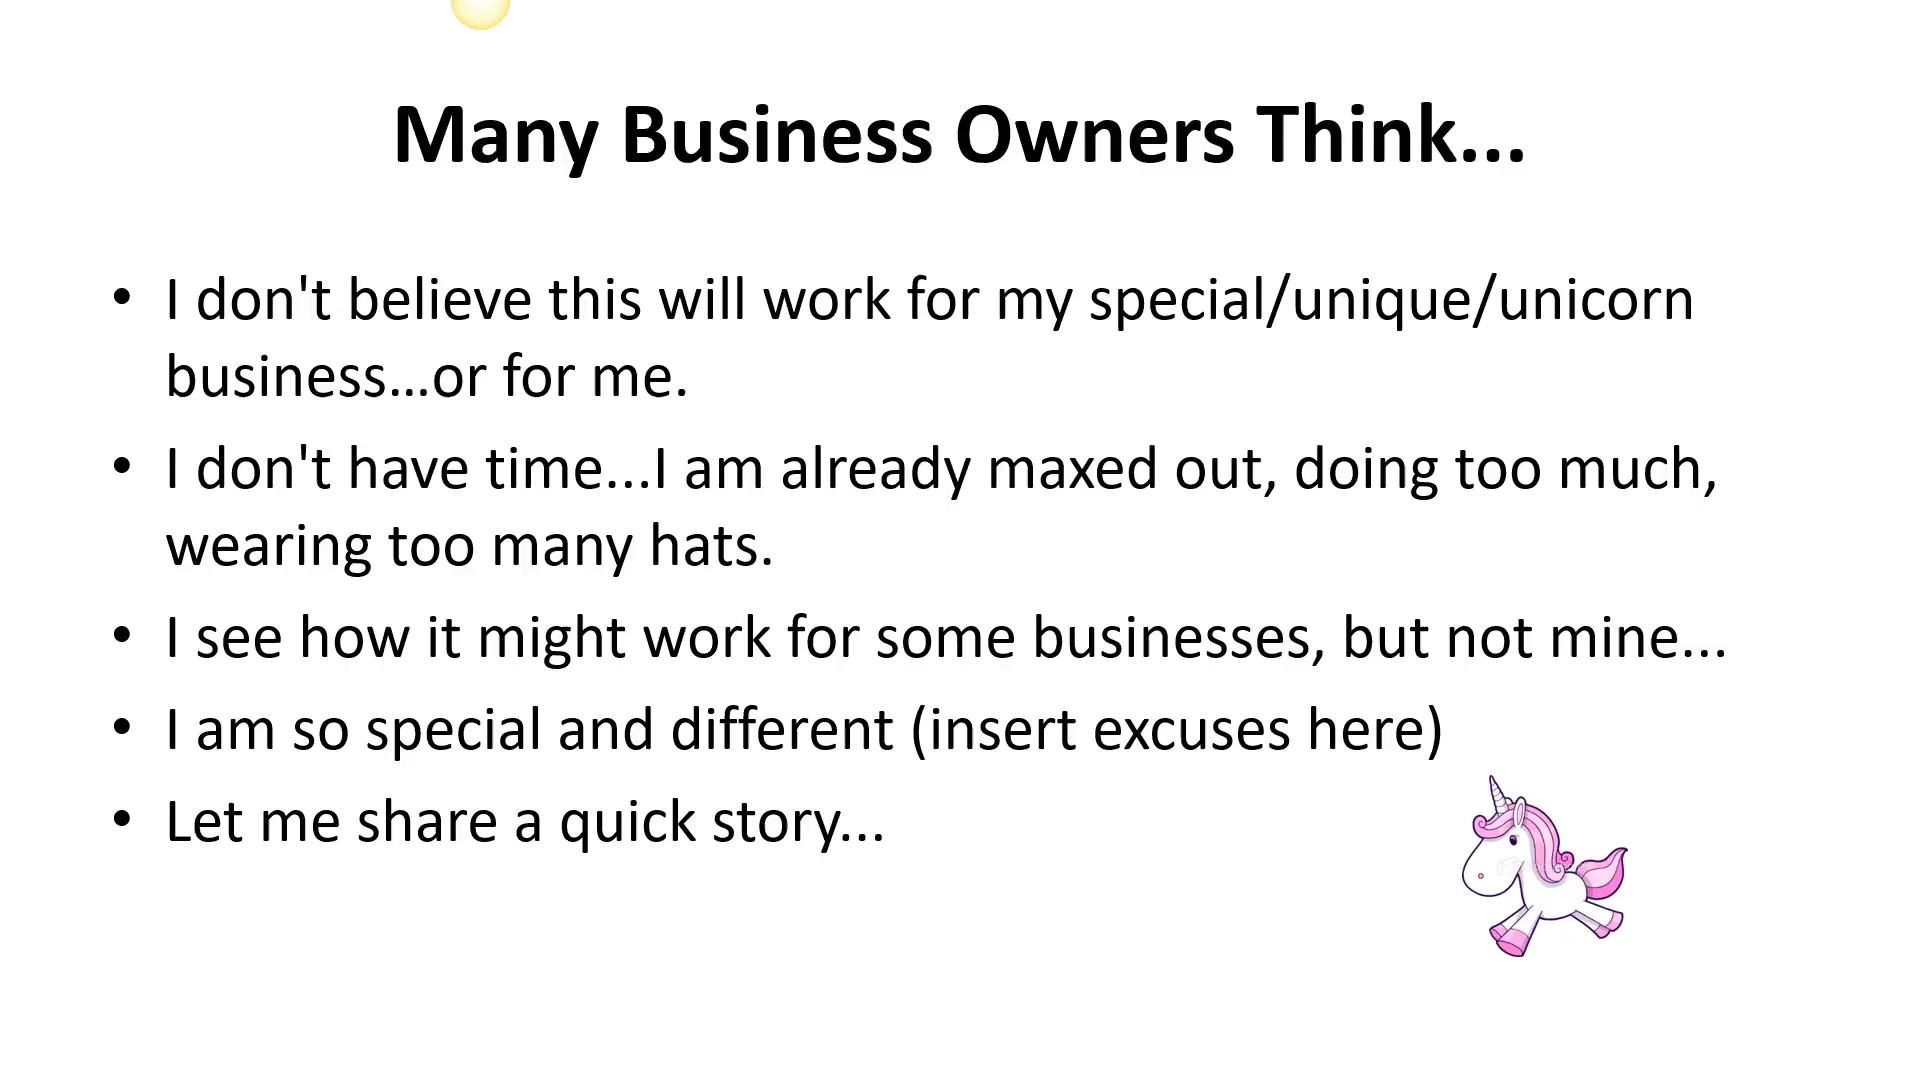 Many Business Owners Think...
• I don't believe this will work for my special/unique/unicorn
business...or for me.
• I don't have time...I am already maxed out, doing too much,
wearing too many hats.
• I see how it might work for some businesses, but not mine...
• I am so special and different (insert excuses here)
• Let me share a quick story...